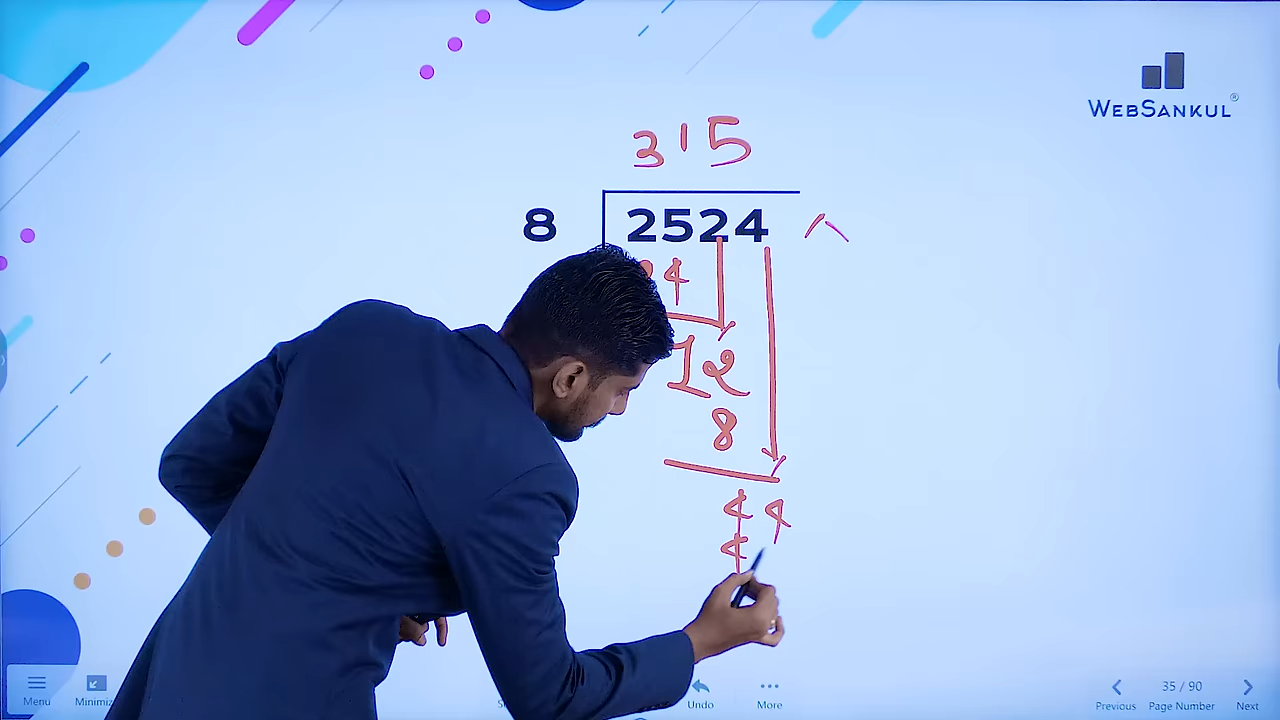 WEBSANKUL®
315
8 2524
24
12
8
44
4
Menu
Undo
More
Previous
35 / 90
Page Number
Next